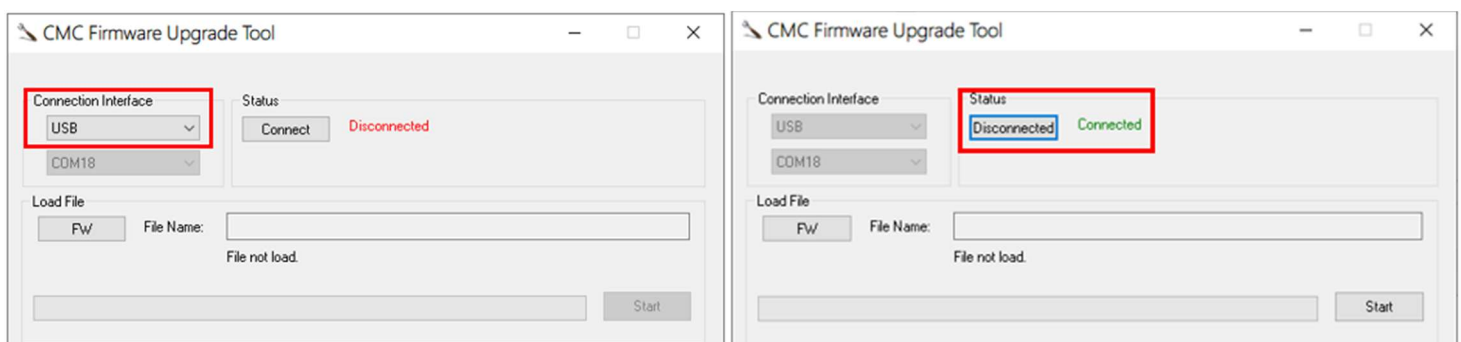 CMC Firmware Upgrade Tool
Connection Interface
USB
COM18
Status
Connect Disconnected
Load File
FW File Name:
File not load.
Start
CMC Firmware Upgrade Tool
Connection Interface
USB
COM18
Status
Disconnected Connected
Load File
FW File Name:
File not load.
Start